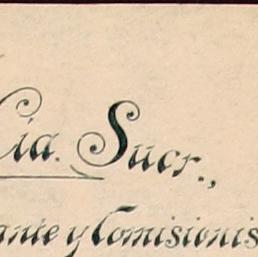 Cia. Sucr.,
ante y Comisionis